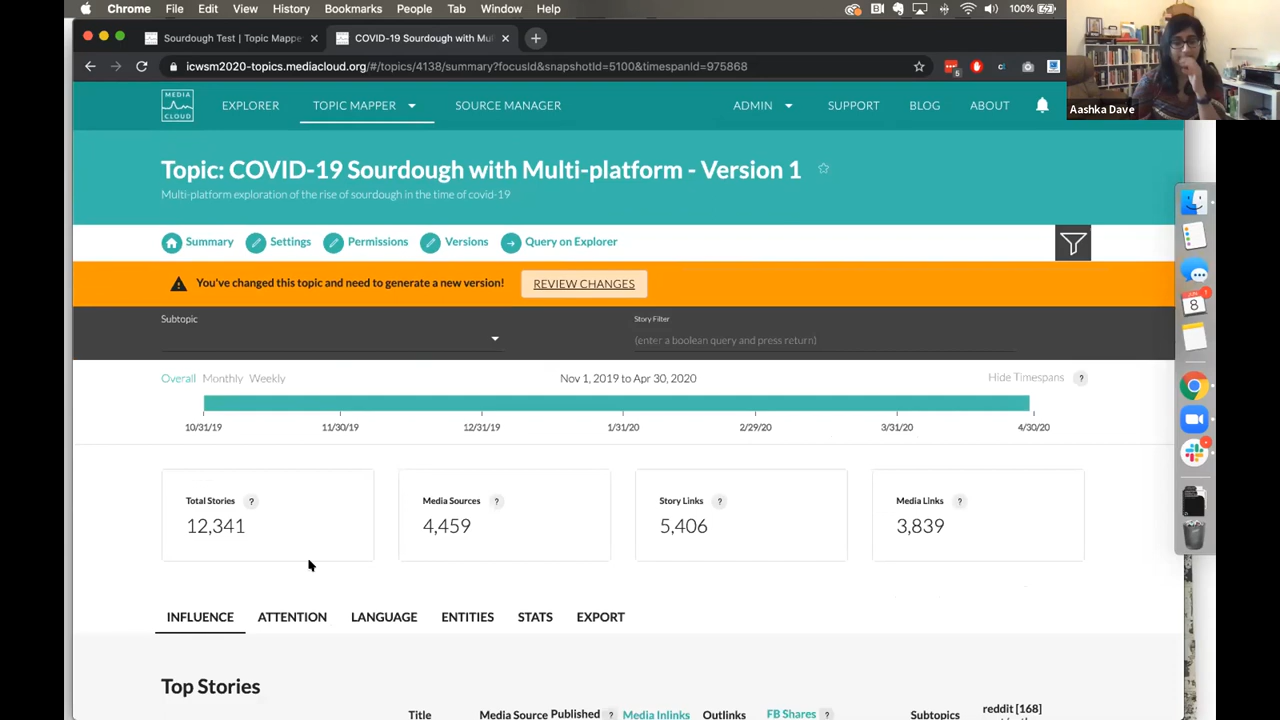 Chrome File Edit View History Bookmarks People Tab Window Help 100%
Sourdough Test | Topic Mappe
COVID-19 Sourdough with Mul
icwsm2020-topics.mediacloud.org/#/topics/4138/summary?focusId&snapshotId=5100&timespanId=975868
Aashka Dave
MEDIA
CLOUD
EXPLORER TOPIC MAPPER SOURCE MANAGER ADMIN SUPPORT BLOG ABOUT
Topic: COVID-19 Sourdough with Multi-platform - Version 1
Multi-platform exploration of the rise of sourdough in the time of covid-19
Summary Settings Permissions Versions Query on Explorer
You've changed this topic and need to generate a new version! REVIEW CHANGES
Subtopic Story Filter
(enter a boolean query and press return)
Overall Monthly Weekly Nov 1, 2019 to Apr 30, 2020 Hide Timespans ?
10/31/19 11/30/19 12/31/19 1/31/20 2/29/20 3/31/20 4/30/20
Total Stories ? Media Sources ? Story Links ? Media Links ?
12,341 4,459 5,406 3,839
INFLUENCE ATTENTION LANGUAGE ENTITIES STATS EXPORT
Top Stories
Title Media Source Published ? Media Inlinks Outlinks FB Shares ? Subtopics reddit [168]